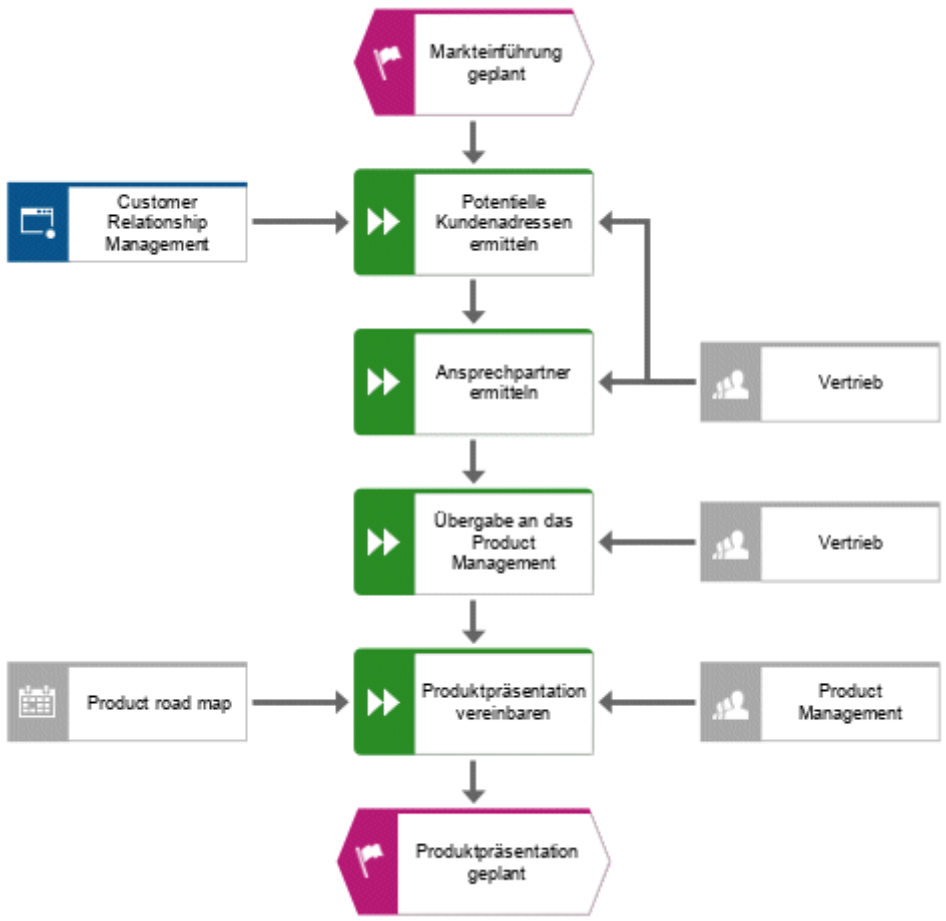 Markteinführung
geplant
Customer
Relationship
Management
Potentielle
Kundenadressen
ermitteln
Ansprechpartner
ermitteln
Vertrieb
Übergabe an das
Product
Management
Vertrieb
Product road map
Produktpräsentation
vereinbaren
Product
Management
Produktpräsentation
geplant